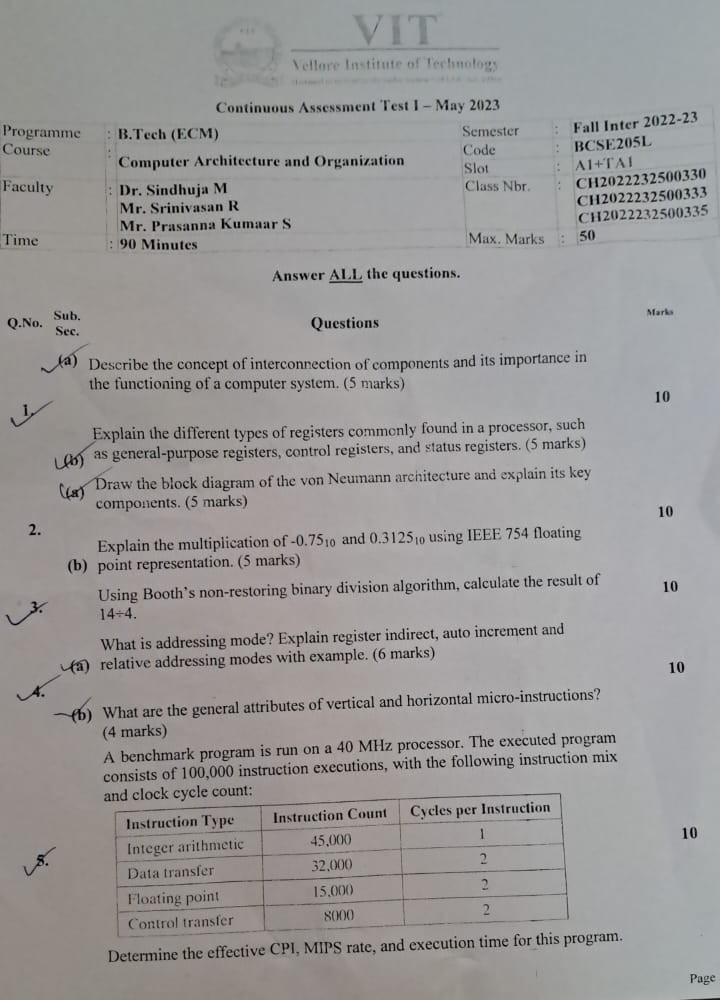 VIT
Vellore Institute of Technology
Continuous Assessment Test I – May 2023
Programme : B.Tech (ECM) Semester : Fall Inter 2022-23
Course : Computer Architecture and Organization Code : BCSE205L
Slot : A1+TA1
Faculty : Dr. Sindhuja M Class Nbr. : CH2022232500330
Mr. Srinivasan R CH2022232500333
Mr. Prasanna Kumaar S CH2022232500335
Time : 90 Minutes Max. Marks : 50
Answer ALL the questions.
Q.No. Sub. Sec. Questions Marks
(a) Describe the concept of interconnection of components and its importance in
the functioning of a computer system. (5 marks)
1. 10
Explain the different types of registers commonly found in a processor, such
(b) as general-purpose registers, control registers, and status registers. (5 marks)
(a) Draw the block diagram of the von Neumann architecture and explain its key
components. (5 marks)
2. 10
Explain the multiplication of -0.75₁₀ and 0.3125₁₀ using IEEE 754 floating
(b) point representation. (5 marks)
3. Using Booth's non-restoring binary division algorithm, calculate the result of 10
14÷4.
What is addressing mode? Explain register indirect, auto increment and
(a) relative addressing modes with example. (6 marks)
4. 10
(b) What are the general attributes of vertical and horizontal micro-instructions?
(4 marks)
A benchmark program is run on a 40 MHz processor. The executed program
consists of 100,000 instruction executions, with the following instruction mix
and clock cycle count:
Instruction Type Instruction Count Cycles per Instruction
Integer arithmetic 45,000 1
5. 10
Data transfer 32,000 2
Floating point 15,000 2
Control transfer 8000 2
Determine the effective CPI, MIPS rate, and execution time for this program.
Page